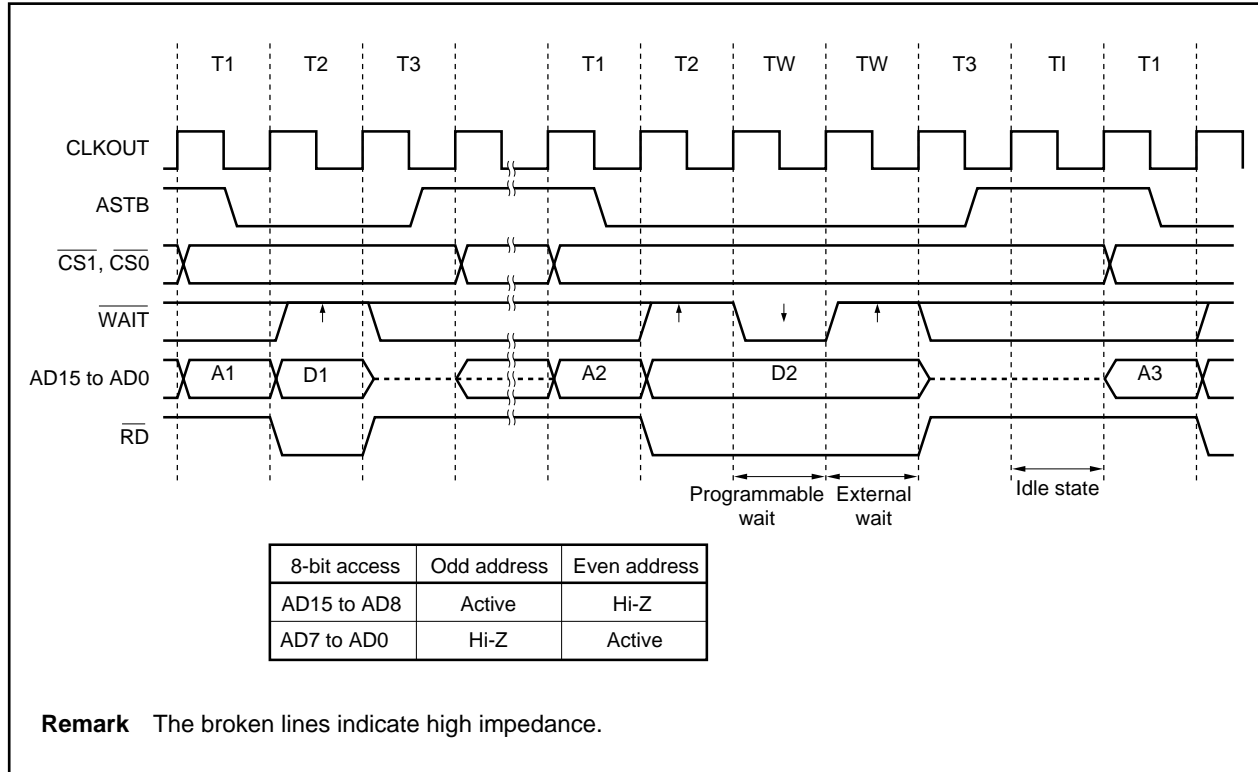 T1 T2 T3 T1 T2 TW TW T3 TI T1
CLKOUT
ASTB
CS1, CS0
WAIT
AD15 to AD0 A1 D1 A2 D2 A3
RD
Programmable wait
External wait
Idle state
8-bit access Odd address Even address
AD15 to AD8 Active Hi-Z
AD7 to AD0 Hi-Z Active
Remark The broken lines indicate high impedance.